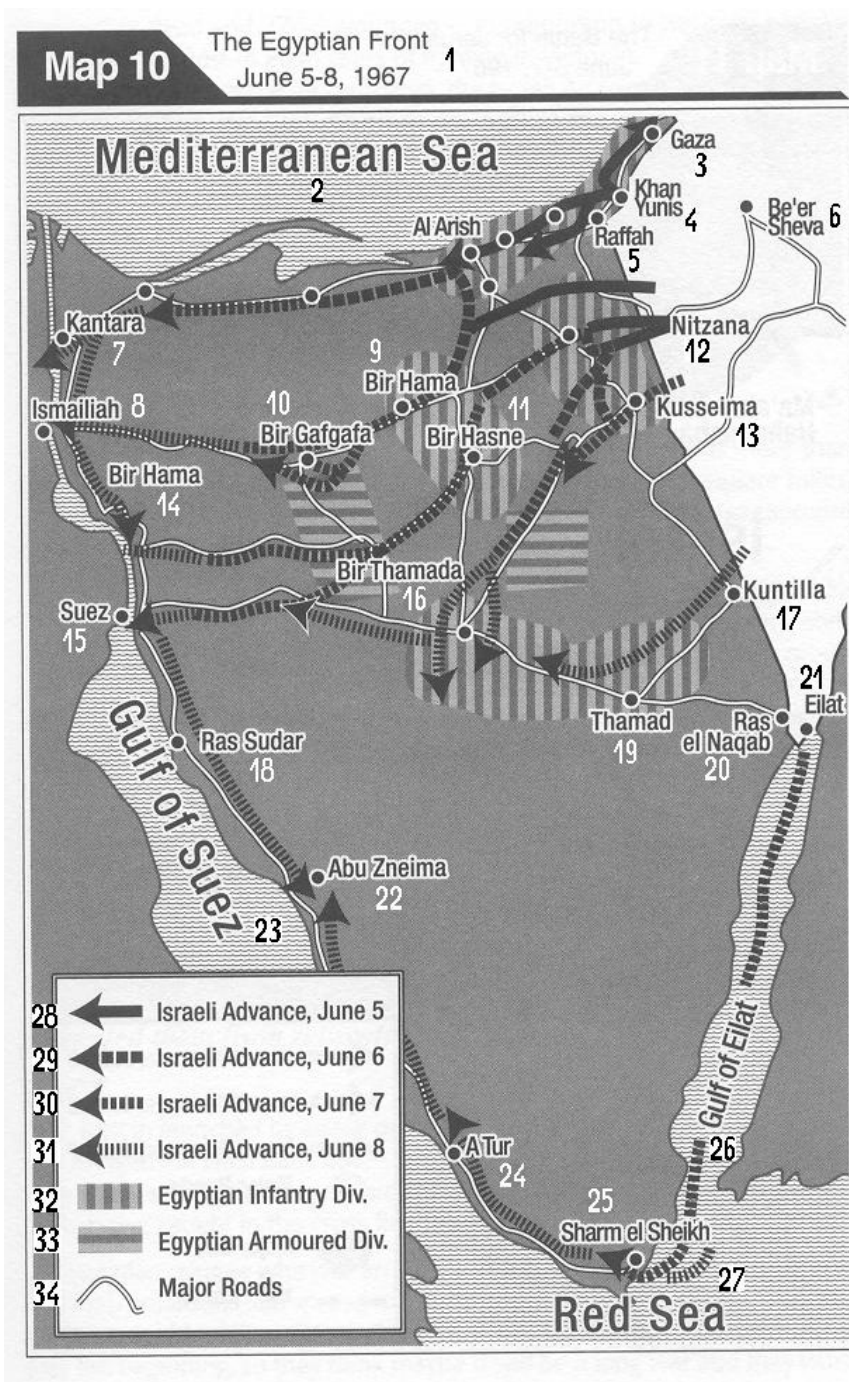 Map 10
The Egyptian Front
June 5-8, 1967
1
Mediterranean Sea
2
Gaza
3
Khan
Yunis
4
Al Arish
Raffah
5
Be'er
Sheva
6
Kantara
7
Nitzana
12
9
Bir Hama
Ismailiah
8
10
Bir Gafgafa
11
Bir Hasne
Kusseima
13
Bir Hama
14
Bir Thamada
16
Suez
15
Kuntilla
17
Gulf of Suez
23
Ras Sudar
18
Thamad
19
Ras
el Naqab
20
21
Eilat
Abu Zneima
22
28
Israeli Advance, June 5
29
Israeli Advance, June 6
30
Israeli Advance, June 7
31
Israeli Advance, June 8
32
Egyptian Infantry Div.
33
Egyptian Armoured Div.
34
Major Roads
Gulf of Eilat
26
A Tur
24
25
Sharm el Sheikh
27
Red Sea